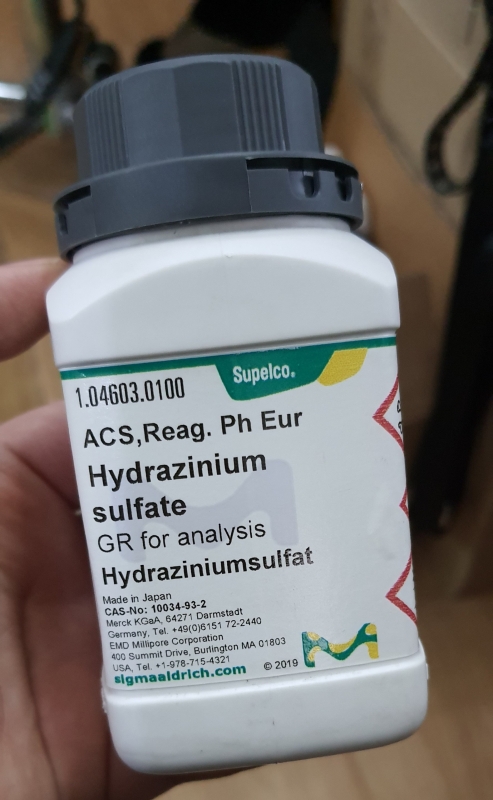 Supelco®
1.04603.0100
ACS,Reag. Ph Eur
Hydrazinium
sulfate
GR for analysis
Hydraziniumsulfat
Made in Japan
CAS-No: 10034-93-2
Merck KGaA, 64271 Darmstadt
Germany, Tel. +49(0)6151 72-2440
EMD Millipore Corporation
400 Summit Drive, Burlington MA 01803
USA, Tel. +1-978-715-4321
sigmaaldrich.com
© 2019